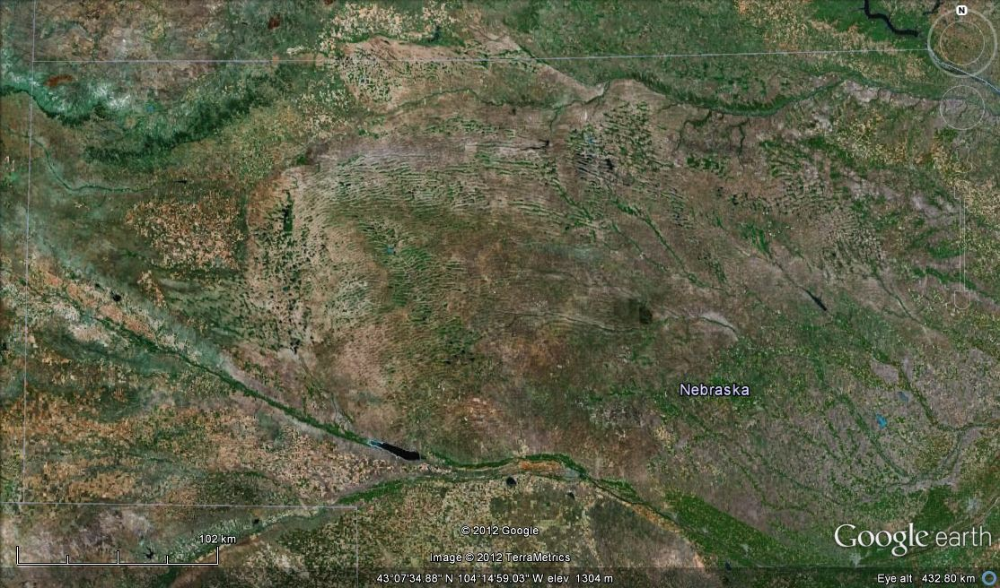 N
Nebraska
102 km
© 2012 Google
Image © 2012 TerraMetrics
Google earth
43°07'34.88" N 104°14'59.03" W elev 1304 m
Eye alt 432.80 km